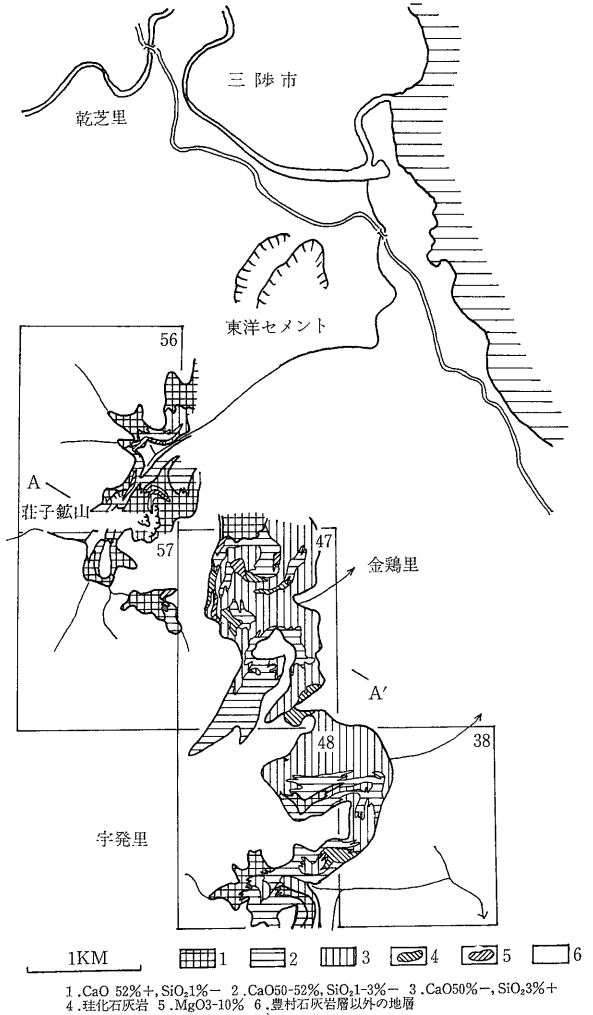 三陟市
乾芝里
東洋セメント
56
A
荘子鉱山
57
47
金鶏里
A′
48
38
宇発里
1KM
1
2
3
4
5
6
1.CaO 52%+,SiO₂1%− 2.CaO50-52%,SiO₂1-3%− 3.CaO50%−,SiO₂3%+
4.珪化石灰岩 5.MgO3-10% 6.豊村石灰岩層以外の地層